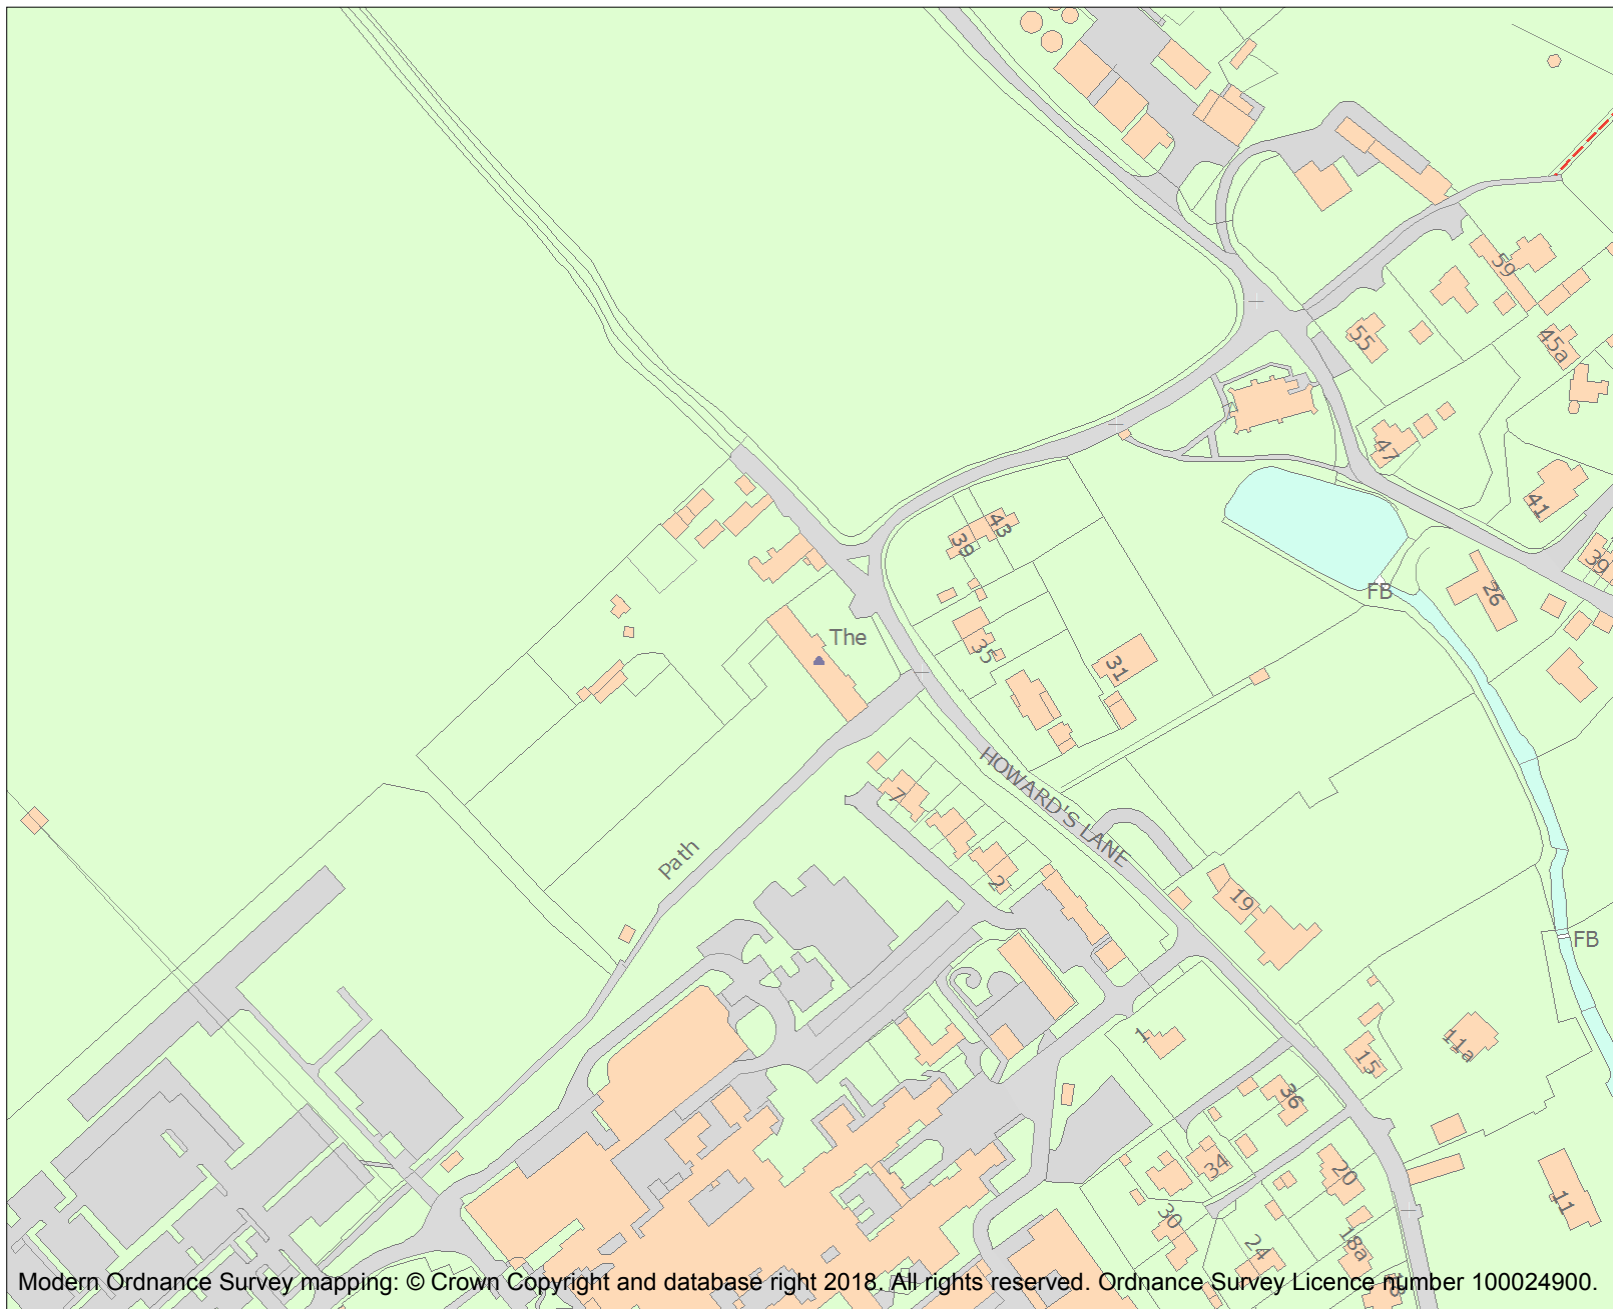 59
55
45a
47
41
43
39
39
FB
26
The
35
31
HOWARD'S LANE
7
Path
2
19
FB
1
15
11a
36
34
20
11
30
24
18a
Modern Ordnance Survey mapping: © Crown Copyright and database right 2018. All rights reserved. Ordnance Survey Licence number 100024900.